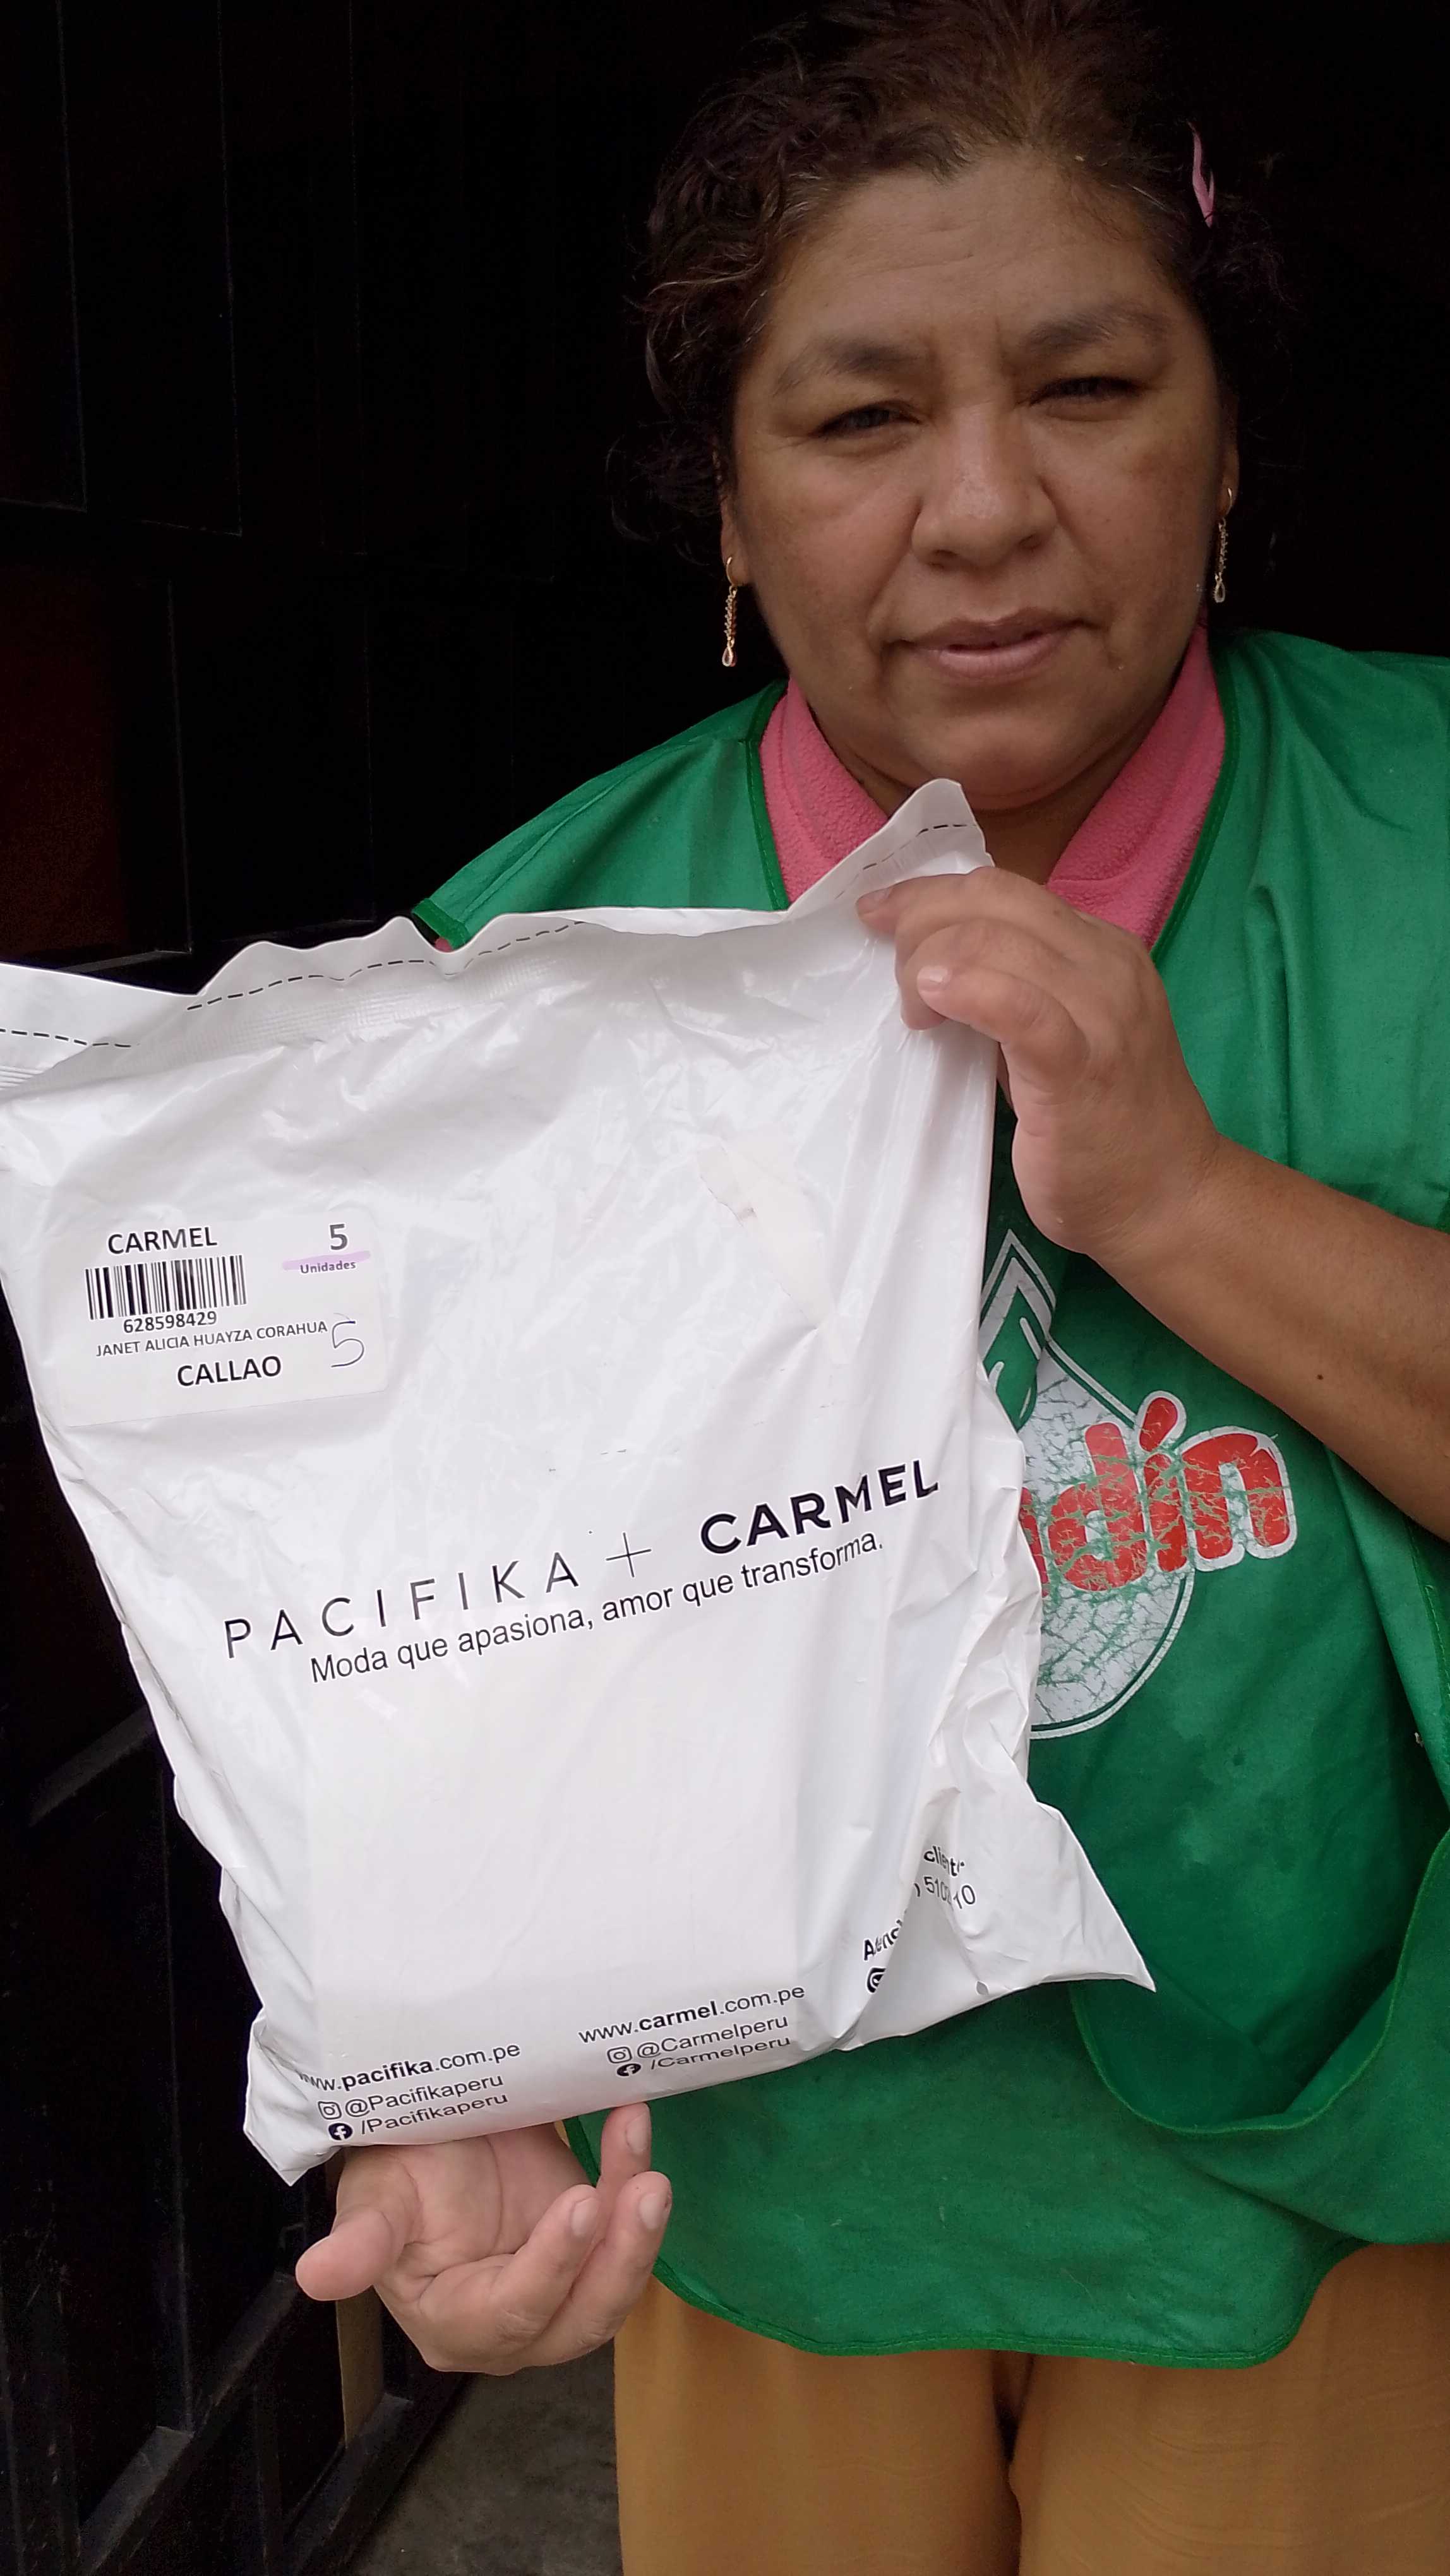 CARMEL
5
Unidades
628598429
JANET ALICIA HUAYZA CORAHUA
5
CALLAO
PACIFIKA + CARMEL
Moda que apasiona, amor que transforma.
www.carmel.com.pe
@Carmelperu
/Carmelperu
www.pacifika.com.pe
@Pacifikaperu
/Pacifikaperu